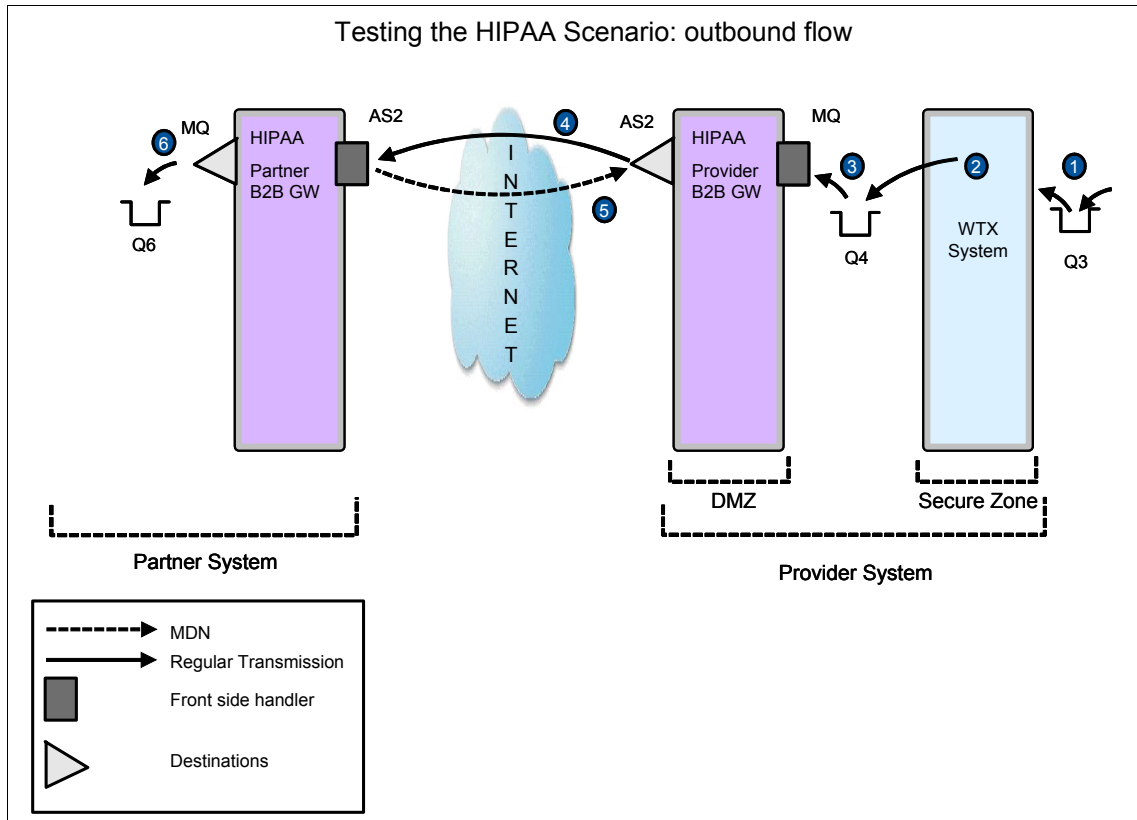 Testing the HIPAA Scenario: outbound flow
6
MQ
Q6
HIPAA
Partner
B2B GW
AS2
4
5
I
N
T
E
R
N
E
T
AS2
HIPAA
Provider
B2B GW
MQ
3
Q4
2
WTX
System
1
Q3
DMZ
Secure Zone
Partner System
Provider System
MDN
Regular Transmission
Front side handler
Destinations